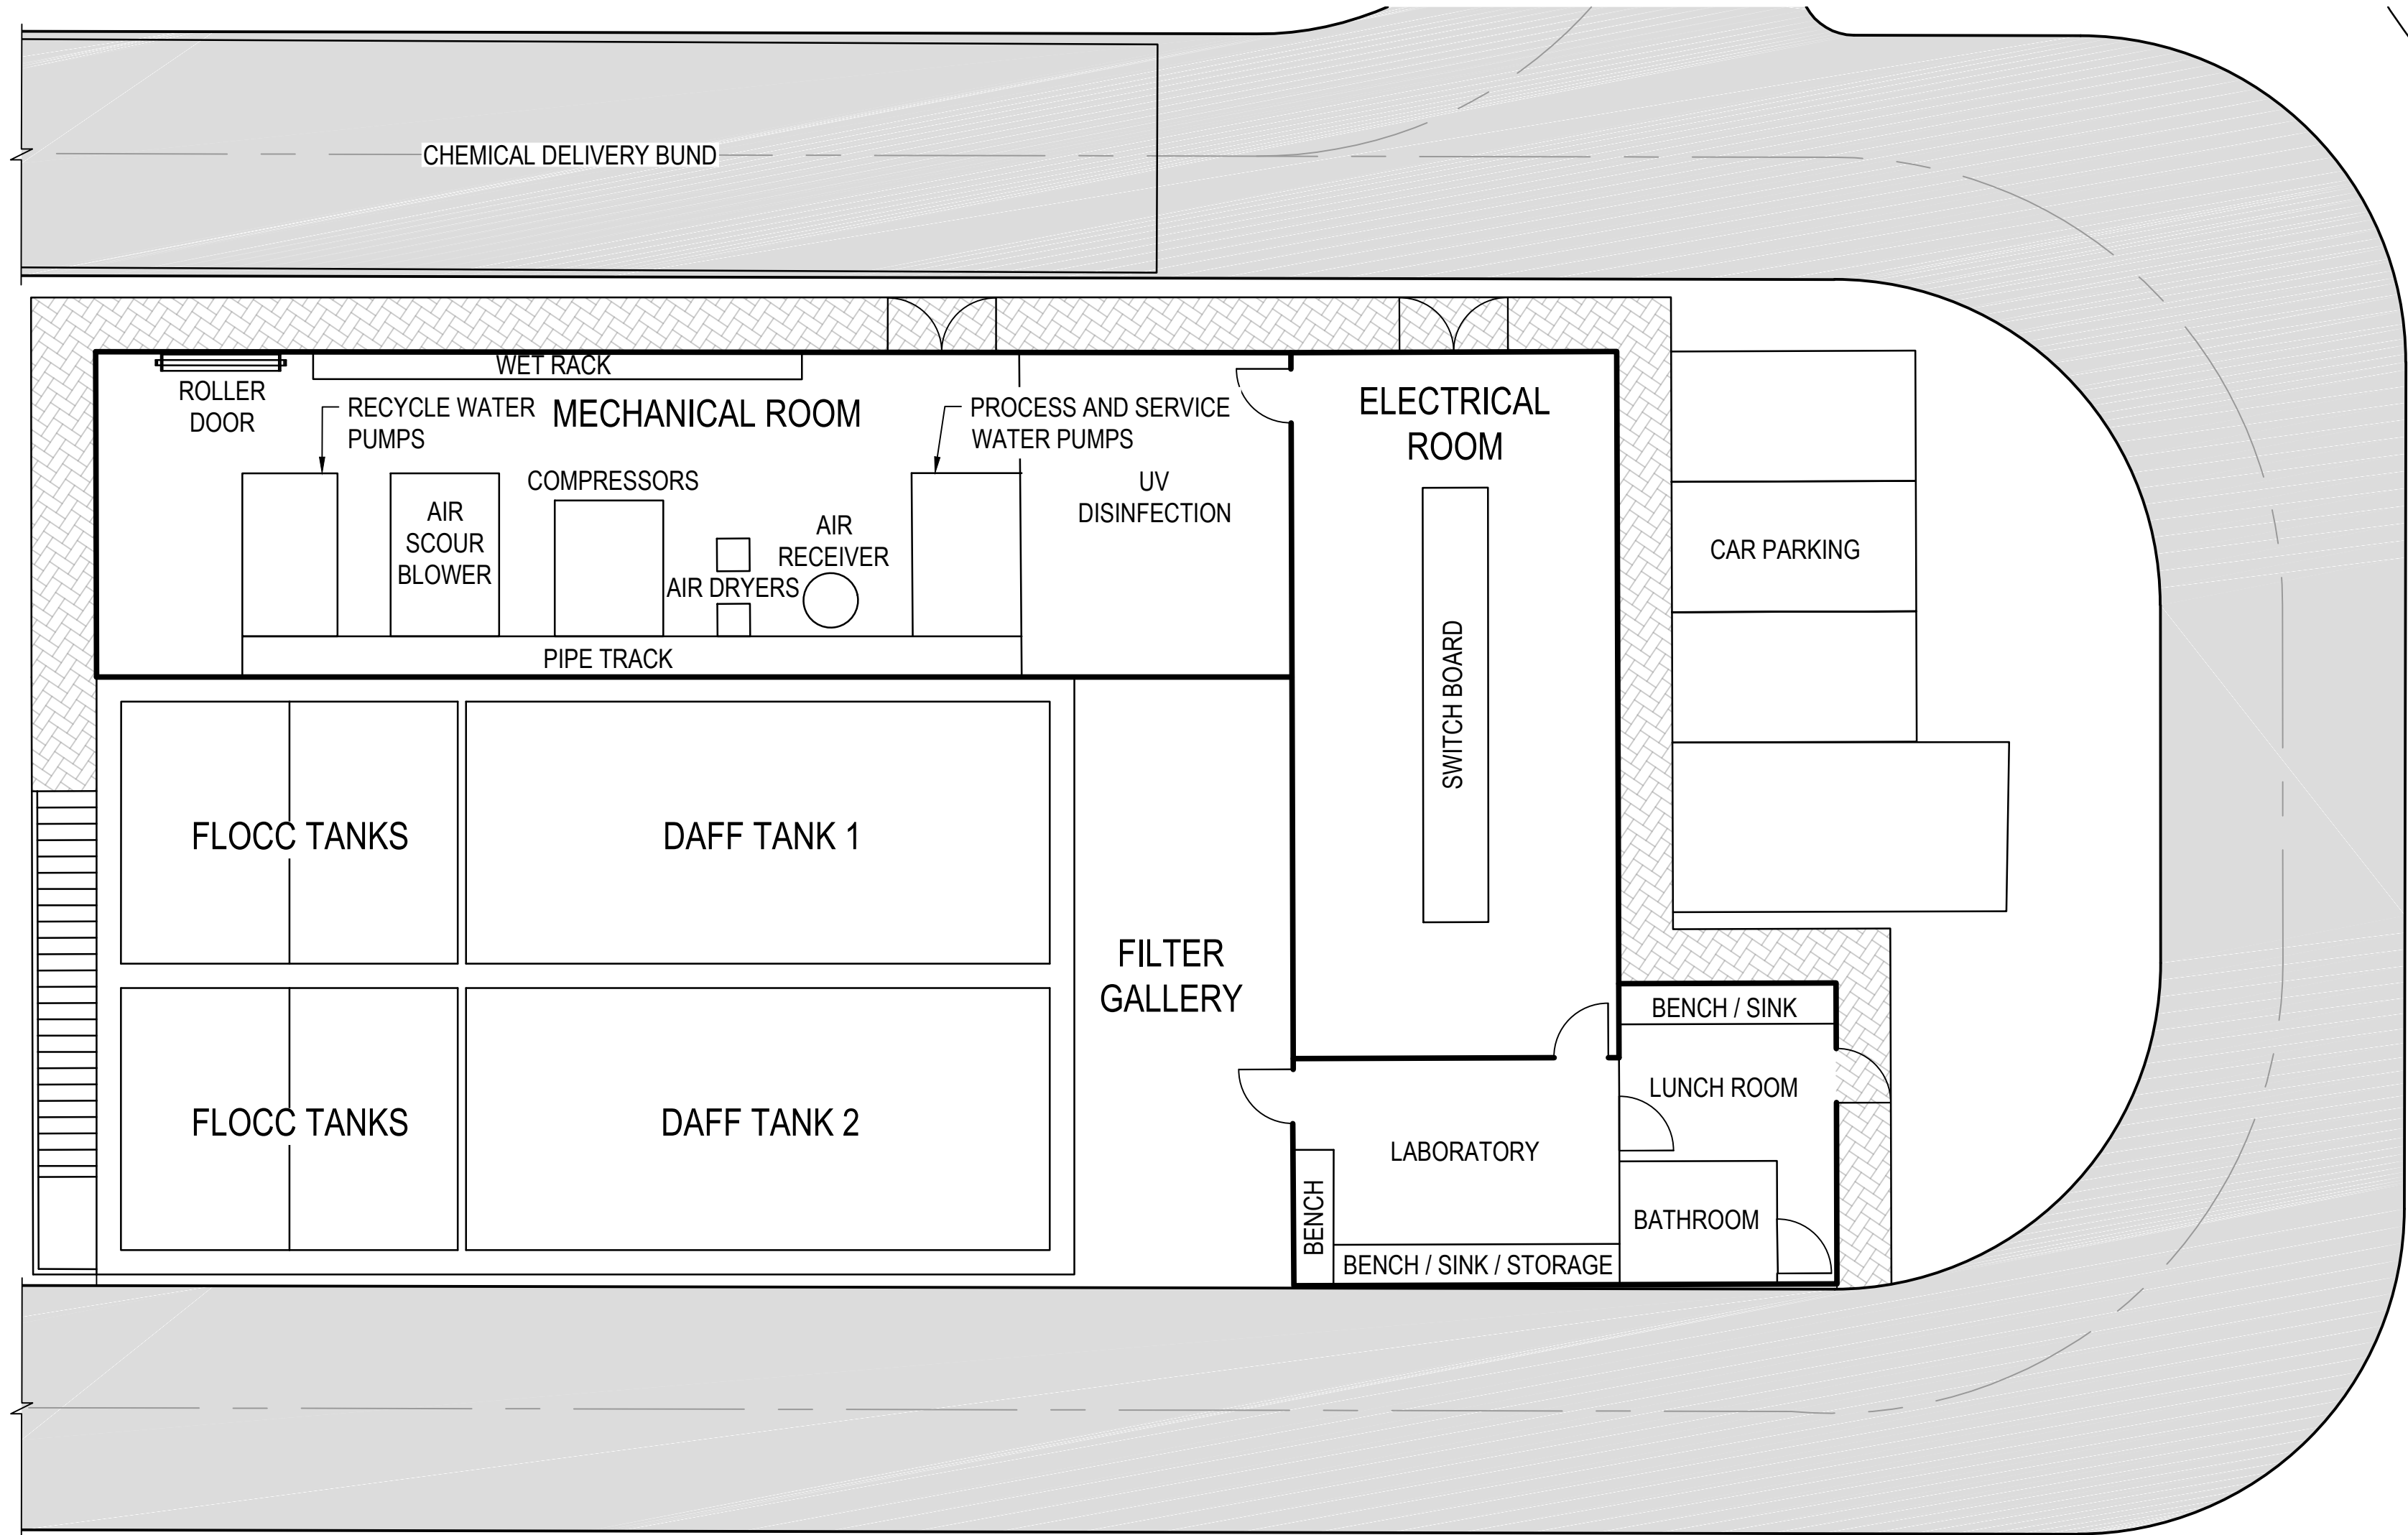 CHEMICAL DELIVERY BUND
WET RACK
ROLLER
DOOR
RECYCLE WATER
PUMPS
MECHANICAL ROOM
PROCESS AND SERVICE
WATER PUMPS
ELECTRICAL
ROOM
COMPRESSORS
UV
DISINFECTION
AIR
SCOUR
BLOWER
AIR
RECEIVER
AIR DRYERS
CAR PARKING
PIPE TRACK
SWITCH BOARD
FLOCC TANKS
DAFF TANK 1
FILTER
GALLERY
BENCH / SINK
LUNCH ROOM
FLOCC TANKS
DAFF TANK 2
LABORATORY
BENCH
BATHROOM
BENCH / SINK / STORAGE